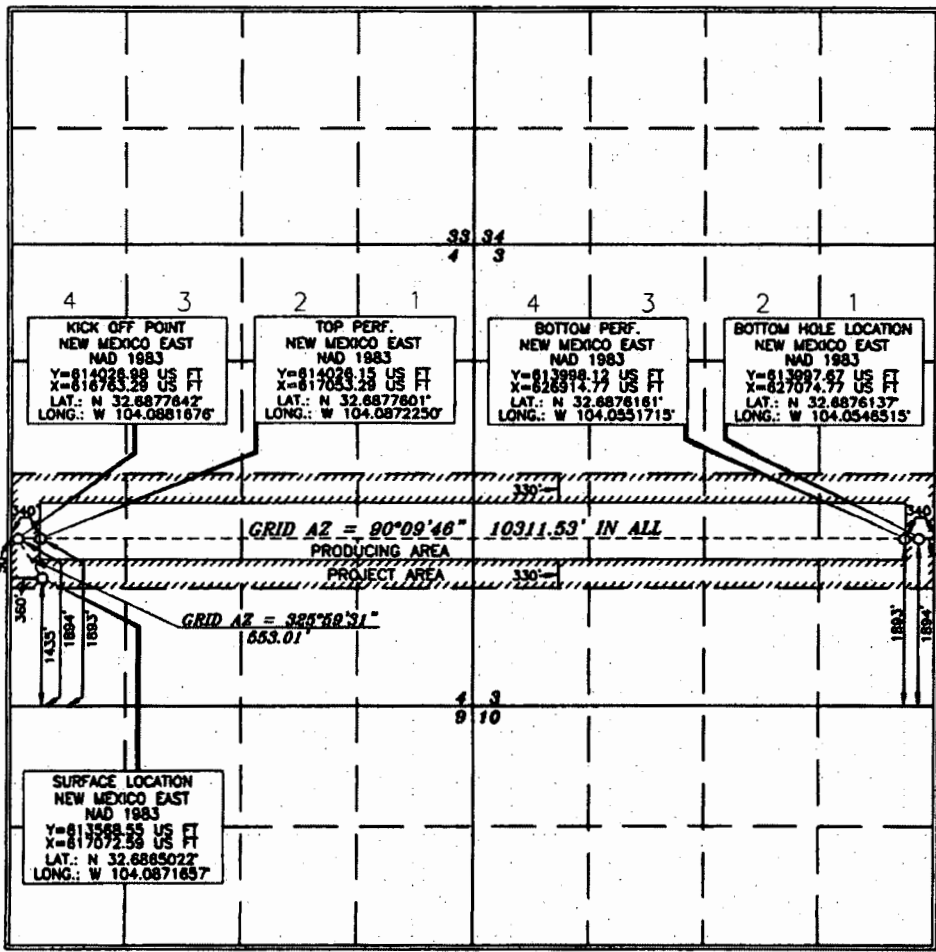 33 34
4 3
4 3 2 1 4 3 2 1
KICK OFF POINT
NEW MEXICO EAST
NAD 1983
Y=614026.98 US FT
X=616763.29 US FT
LAT.: N 32.6877642°
LONG.: W 104.0881676°
TOP PERF.
NEW MEXICO EAST
NAD 1983
Y=614026.15 US FT
X=617053.29 US FT
LAT.: N 32.6877601°
LONG.: W 104.0872250°
BOTTOM PERF.
NEW MEXICO EAST
NAD 1983
Y=613998.12 US FT
X=626914.77 US FT
LAT.: N 32.6876161°
LONG.: W 104.0551715°
BOTTOM HOLE LOCATION
NEW MEXICO EAST
NAD 1983
Y=613997.67 US FT
X=627074.77 US FT
LAT.: N 32.6876137°
LONG.: W 104.0546515°
330'
340'
340'
GRID AZ = 90°09'46" 10311.53' IN ALL
PRODUCING AREA
PROJECT AREA
330'
360'
1435'
1894'
1893'
GRID AZ = 325°59'31"
553.01'
1893'
1894'
4 3
9 10
SURFACE LOCATION
NEW MEXICO EAST
NAD 1983
Y=613568.55 US FT
X=617072.59 US FT
LAT.: N 32.6865022°
LONG.: W 104.0871657°